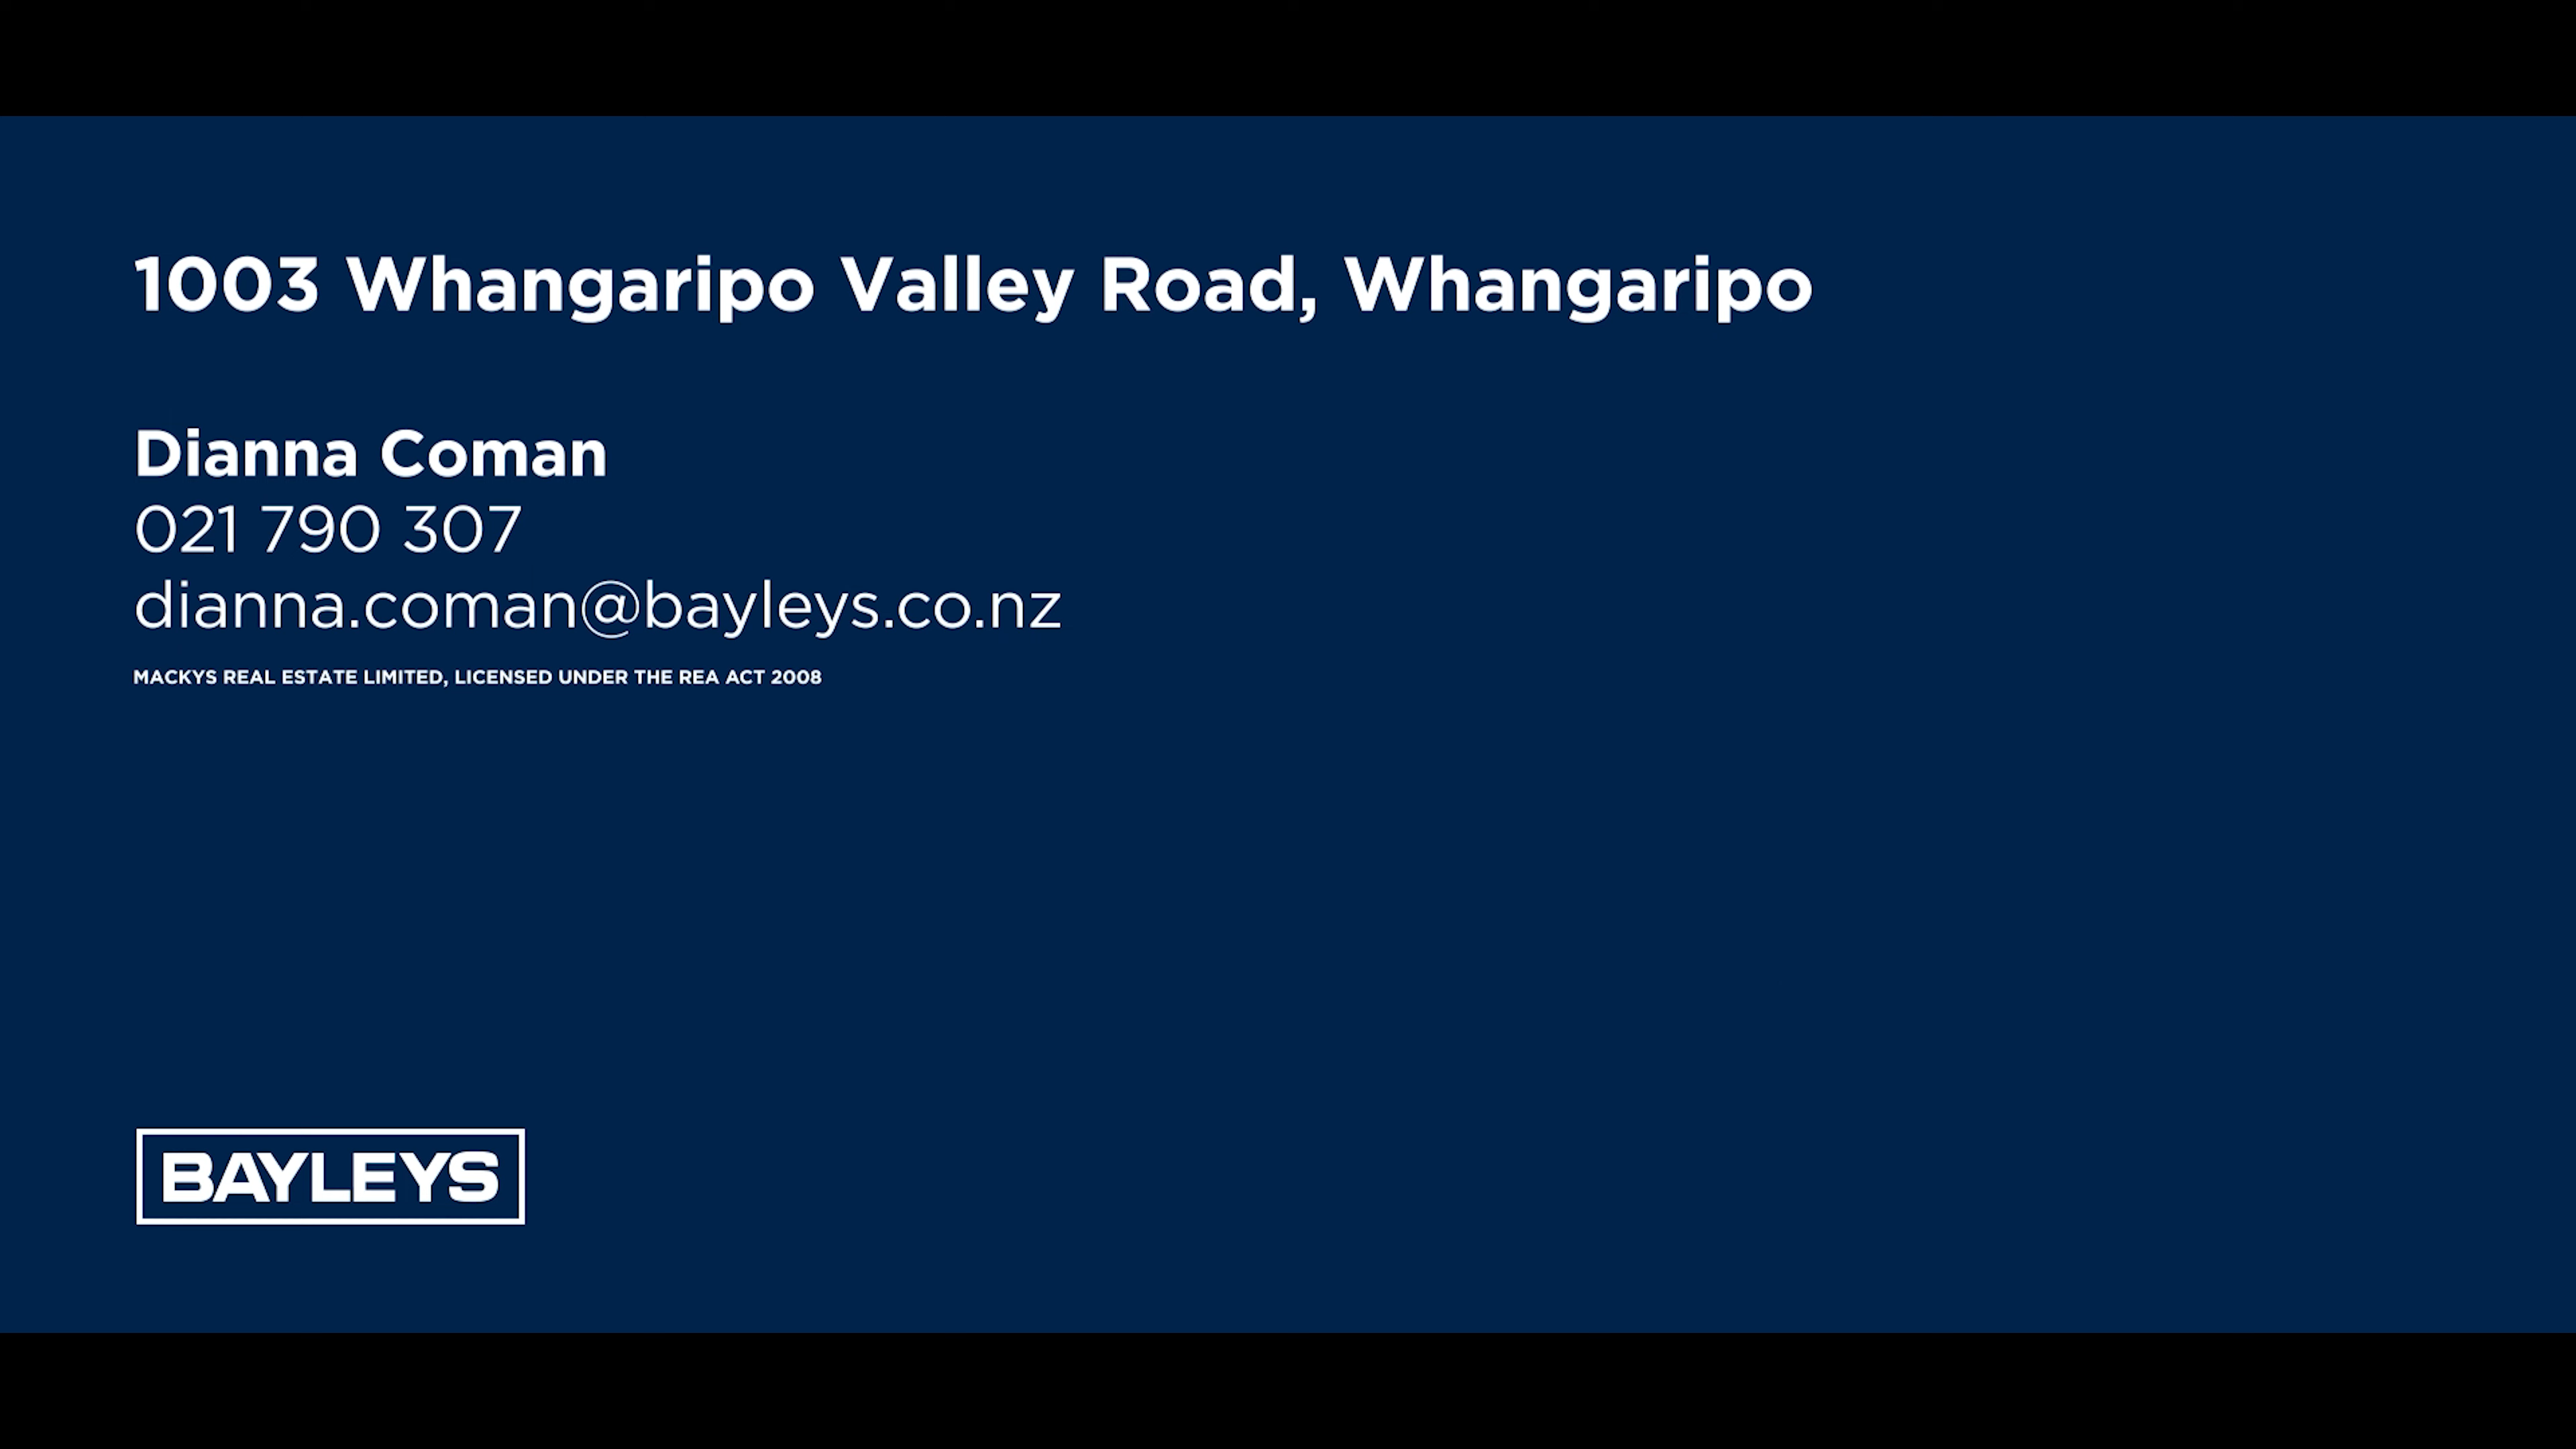 1003 Whangaripo Valley Road, Whangaripo
Dianna Coman
021 790 307
dianna.coman@bayleys.co.nz
MACKYS REAL ESTATE LIMITED, LICENSED UNDER THE REA ACT 2008
BAYLEYS